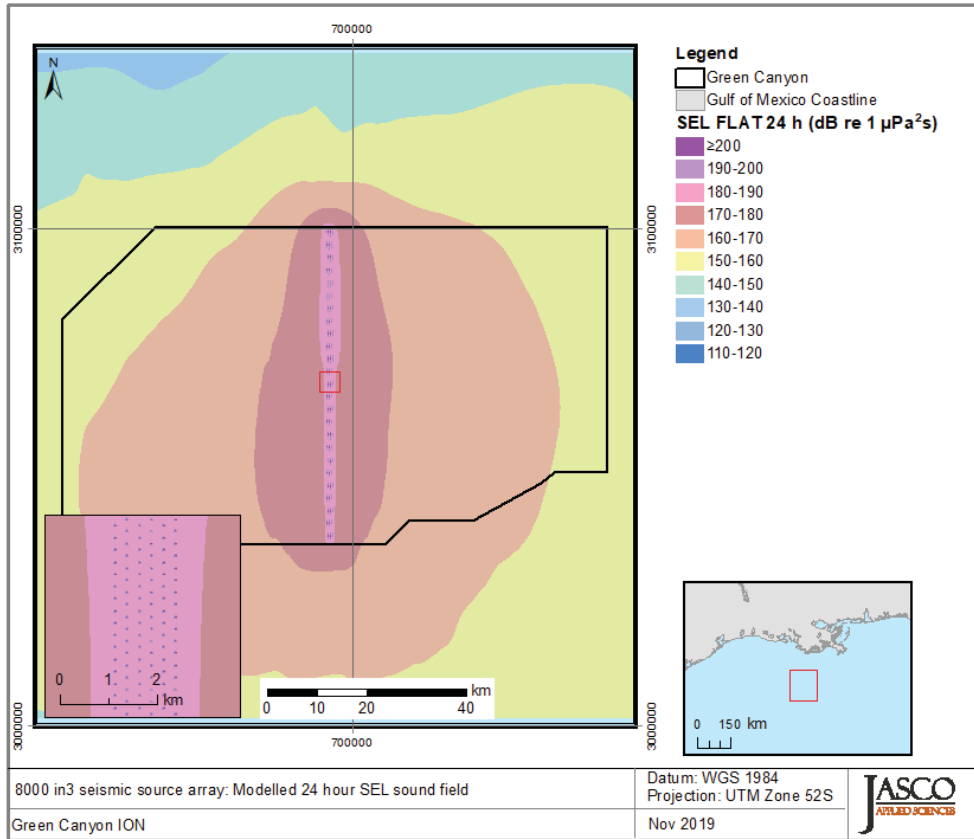 700000
N
3100000
3100000
3000000
3000000
700000
0 1 2
km
km
0 10 20 40
Legend
Green Canyon
Gulf of Mexico Coastline
SEL FLAT 24 h (dB re 1 µPa²s)
≥200
190-200
180-190
170-180
160-170
150-160
140-150
130-140
120-130
110-120
0 150 km
8000 in3 seismic source array: Modelled 24 hour SEL sound field
Green Canyon ION
Datum: WGS 1984
Projection: UTM Zone 52S
Nov 2019
JASCO
APPLIED SCIENCES